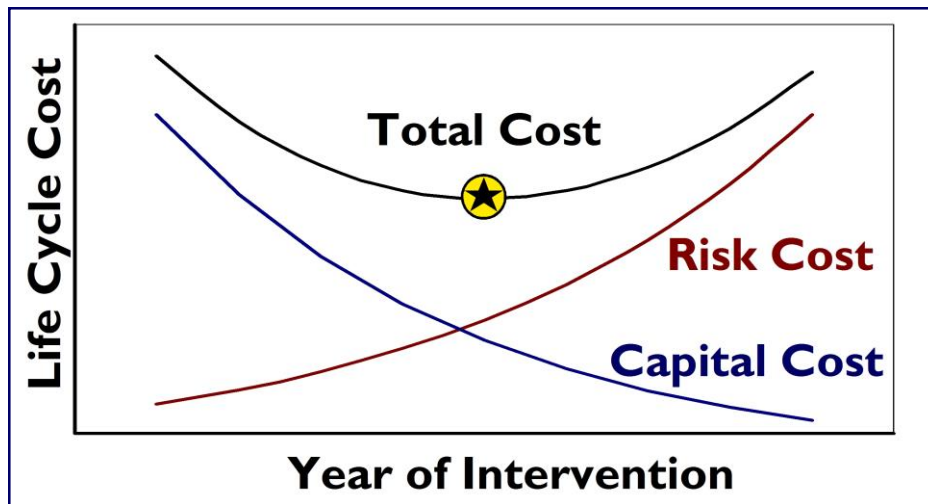 Life Cycle Cost
Total Cost
Risk Cost
Capital Cost
Year of Intervention